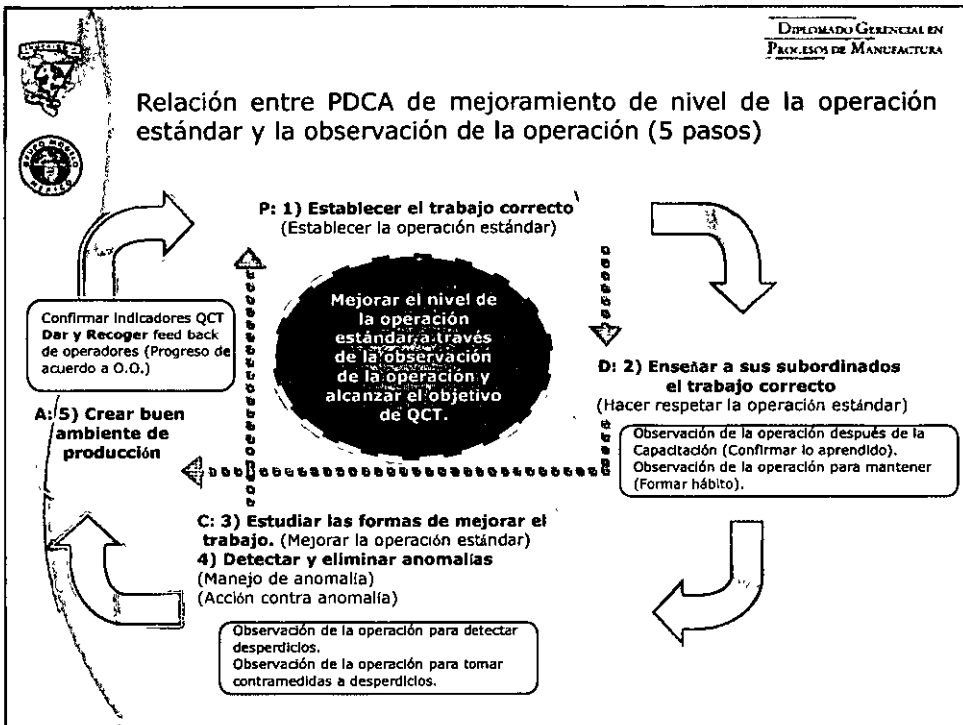 DIPLOMADO GERENCIAL EN
PROCESOS DE MANUFACTURA
Relación entre PDCA de mejoramiento de nivel de la operación
estándar y la observación de la operación (5 pasos)
GRUPO MODELO
MEXICO
P: 1) Establecer el trabajo correcto
(Establecer la operación estándar)
Mejorar el nivel de
la operación
estándar a través
de la observación
de la operación y
alcanzar el objetivo
de QCT.
Confirmar Indicadores QCT
Dar y Recoger feed back
de operadores (Progreso de
acuerdo a O.O.)
D: 2) Enseñar a sus subordinados
el trabajo correcto
(Hacer respetar la operación estándar)
Observación de la operación después de la
Capacitación (Confirmar lo aprendido).
Observación de la operación para mantener
(Formar hábito).
A: 5) Crear buen
ambiente de
producción
C: 3) Estudiar las formas de mejorar el
trabajo. (Mejorar la operación estándar)
4) Detectar y eliminar anomalías
(Manejo de anomalía)
(Acción contra anomalía)
Observación de la operación para detectar
desperdicios.
Observación de la operación para tomar
contramedidas a desperdicios.